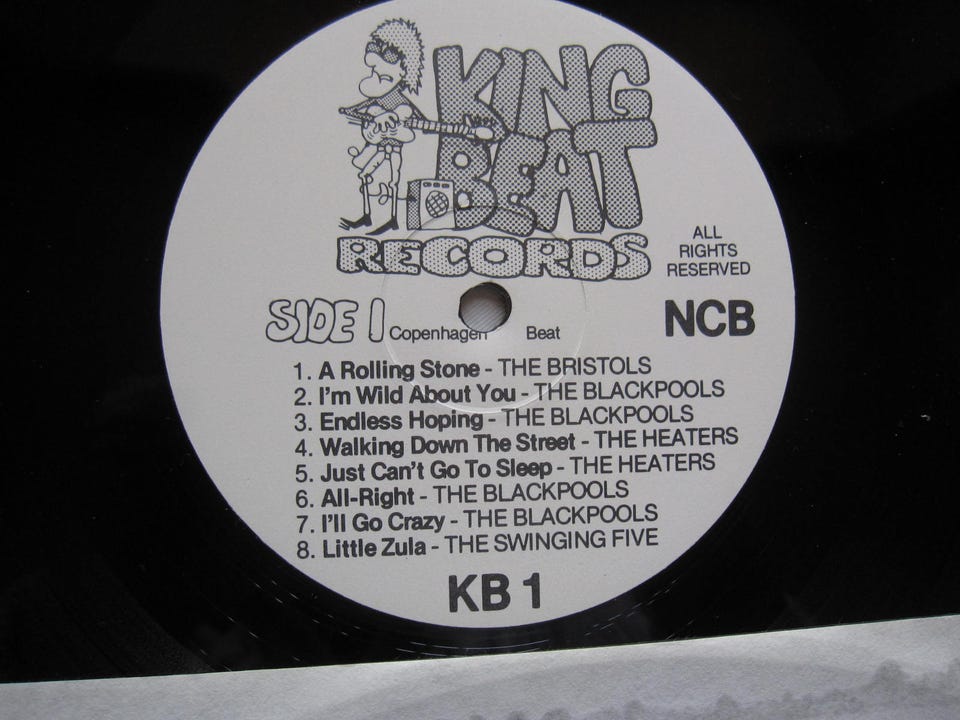 KING
BEAT
RECORDS
ALL
RIGHTS
RESERVED
SIDE 1
Copenhagen Beat
NCB
1. A Rolling Stone - THE BRISTOLS
2. I'm Wild About You - THE BLACKPOOLS
3. Endless Hoping - THE BLACKPOOLS
4. Walking Down The Street - THE HEATERS
5. Just Can't Go To Sleep - THE HEATERS
6. All-Right - THE BLACKPOOLS
7. I'll Go Crazy - THE BLACKPOOLS
8. Little Zula - THE SWINGING FIVE
KB 1